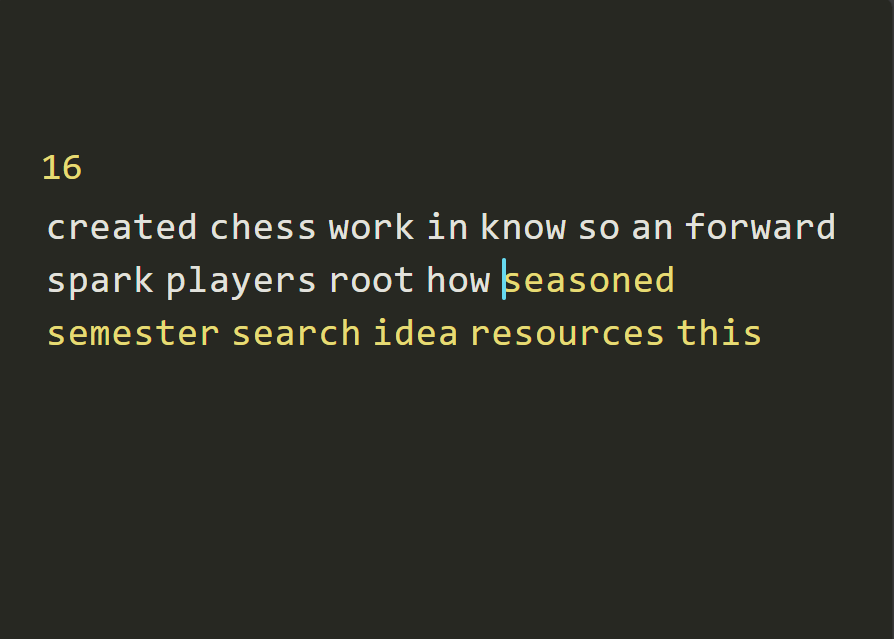 16
created chess work in know so an forward
spark players root how seasoned
semester search idea resources this